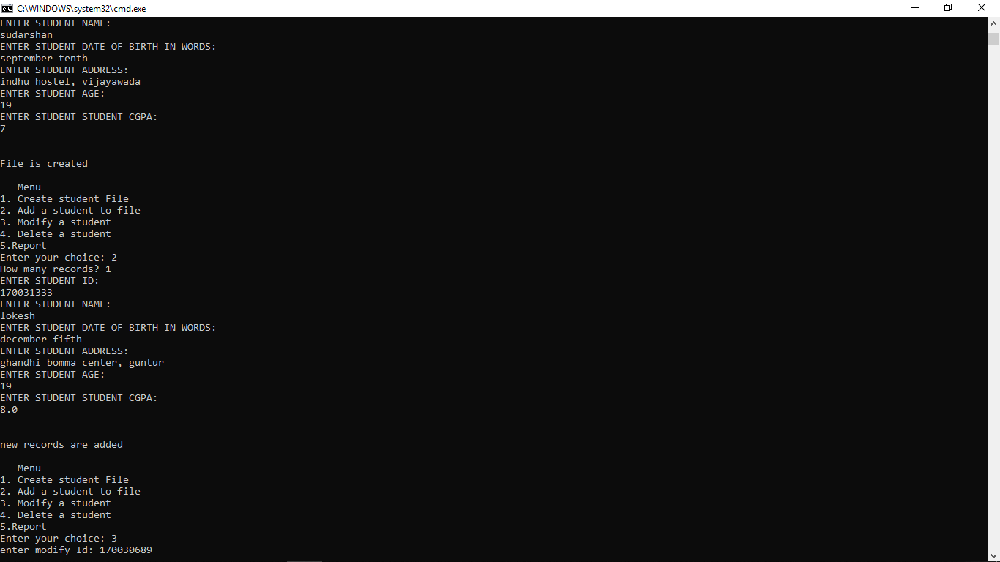 C:\WINDOWS\system32\cmd.exe
ENTER STUDENT NAME:
sudarshan
ENTER STUDENT DATE OF BIRTH IN WORDS:
september tenth
ENTER STUDENT ADDRESS:
indhu hostel, vijayawada
ENTER STUDENT AGE:
19
ENTER STUDENT STUDENT CGPA:
7
File is created
Menu
1. Create student File
2. Add a student to file
3. Modify a student
4. Delete a student
5.Report
Enter your choice: 2
How many records? 1
ENTER STUDENT ID:
170031333
ENTER STUDENT NAME:
lokesh
ENTER STUDENT DATE OF BIRTH IN WORDS:
december fifth
ENTER STUDENT ADDRESS:
ghandhi bomma center, guntur
ENTER STUDENT AGE:
19
ENTER STUDENT STUDENT CGPA:
8.0
new records are added
Menu
1. Create student File
2. Add a student to file
3. Modify a student
4. Delete a student
5.Report
Enter your choice: 3
enter modify Id: 170030689